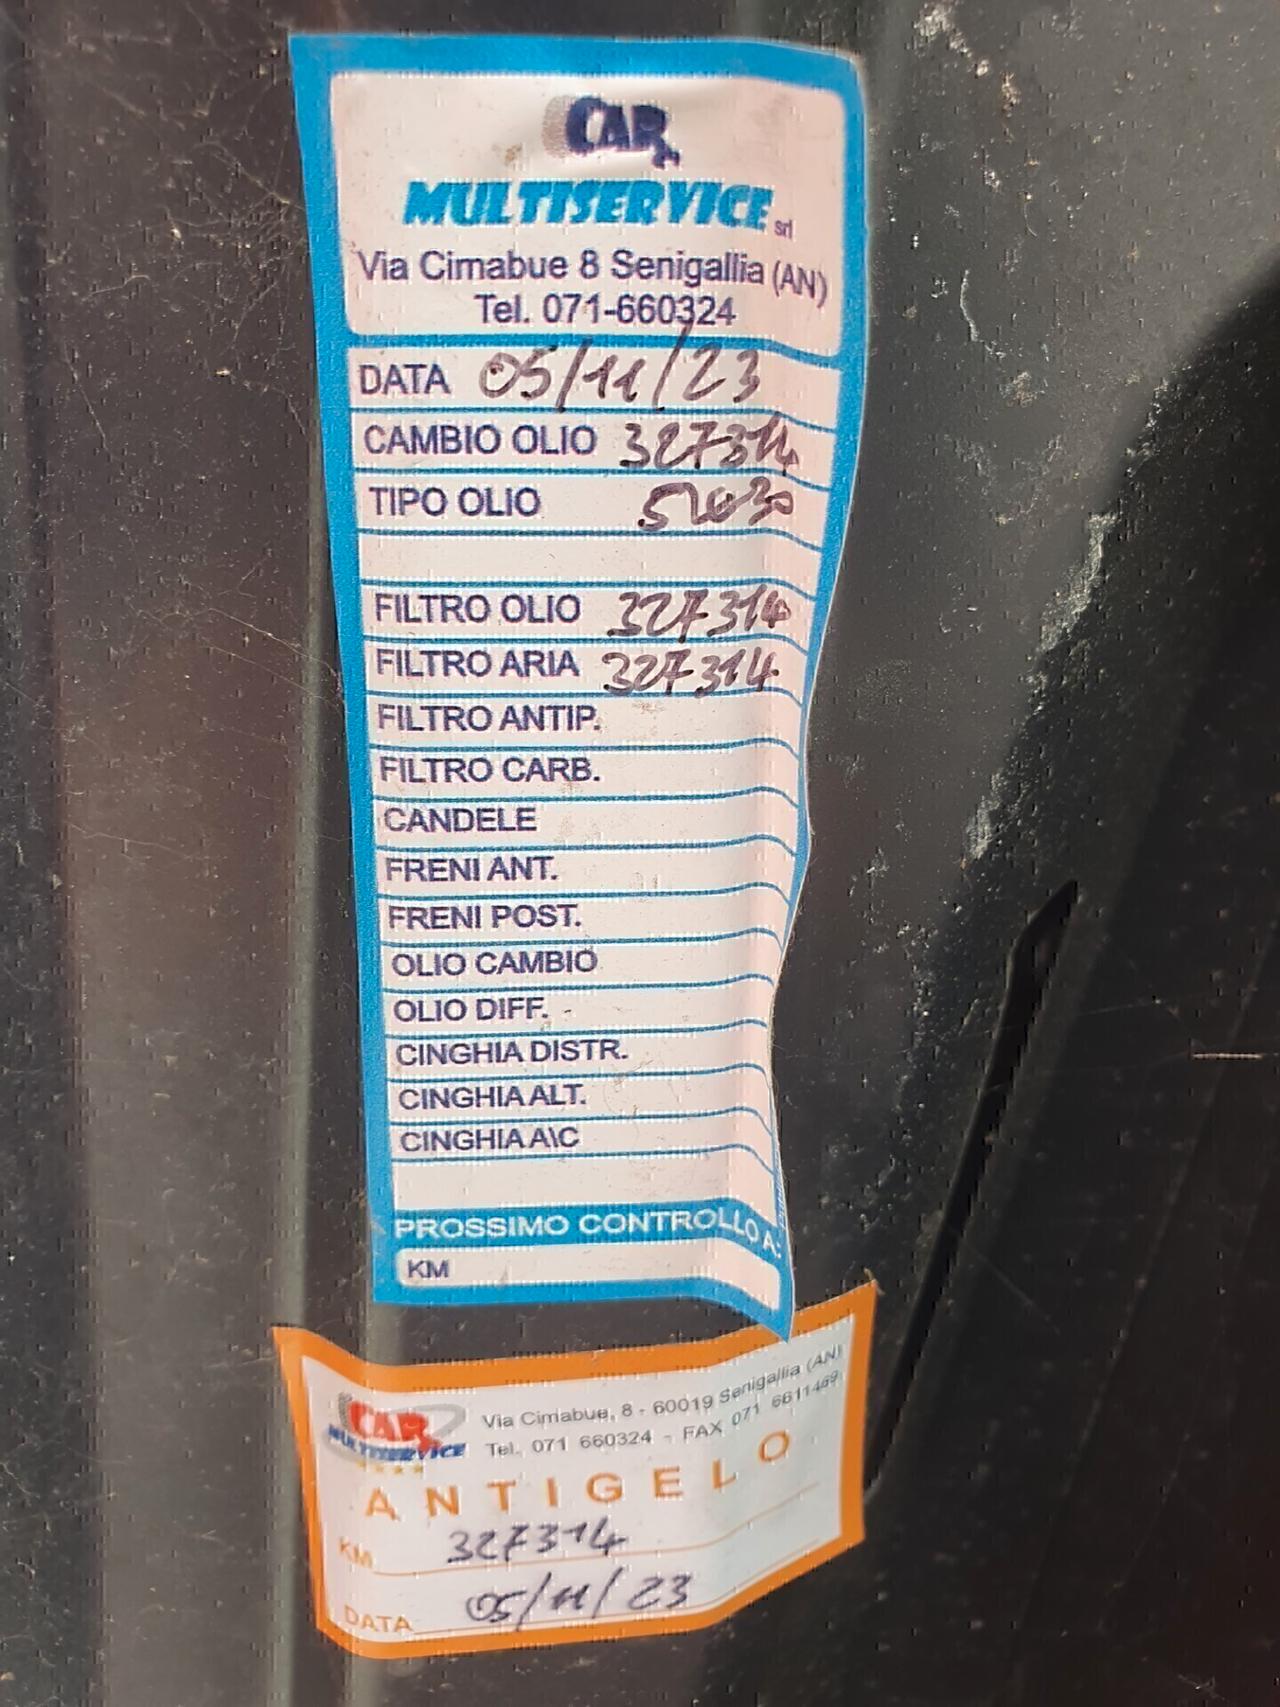 CAR
MULTISERVICE srl
Via Cimabue 8 Senigallia (AN)
Tel. 071-660324
DATA 05/11/23
CAMBIO OLIO 327314
TIPO OLIO 5W30
FILTRO OLIO 327314
FILTRO ARIA 327314
FILTRO ANTIP.
FILTRO CARB.
CANDELE
FRENI ANT.
FRENI POST.
OLIO CAMBIO
OLIO DIFF.
CINGHIA DISTR.
CINGHIA ALT.
CINGHIA A\C
PROSSIMO CONTROLLO A:
KM
CAR
MULTISERVICE
Via Cimabue, 8 - 60019 Senigallia (AN)
Tel. 071 660324 - FAX 071 6611469
ANTIGELO
KM 327314
DATA 05/11/23